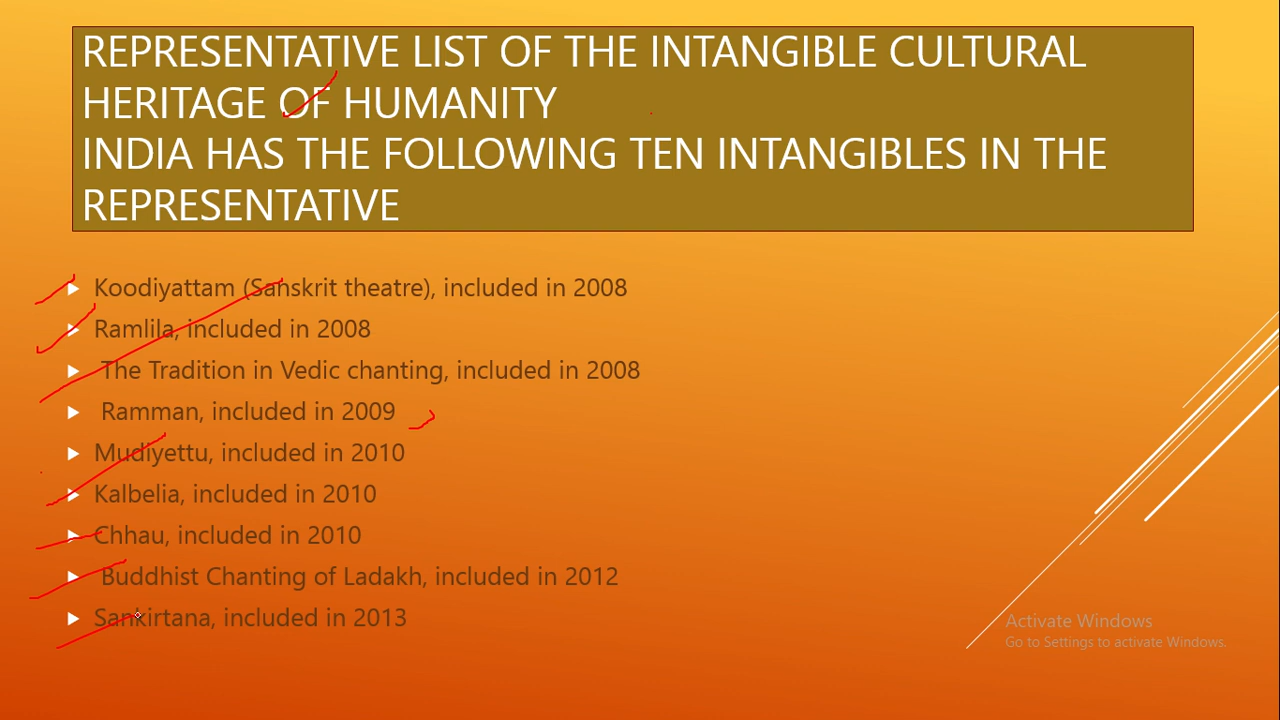 REPRESENTATIVE LIST OF THE INTANGIBLE CULTURAL
HERITAGE OF HUMANITY
INDIA HAS THE FOLLOWING TEN INTANGIBLES IN THE
REPRESENTATIVE
Koodiyattam (Sanskrit theatre), included in 2008
Ramlila, included in 2008
The Tradition in Vedic chanting, included in 2008
Ramman, included in 2009
Mudiyettu, included in 2010
Kalbelia, included in 2010
Chhau, included in 2010
Buddhist Chanting of Ladakh, included in 2012
Sankirtana, included in 2013
Activate Windows
Go to Settings to activate Windows.